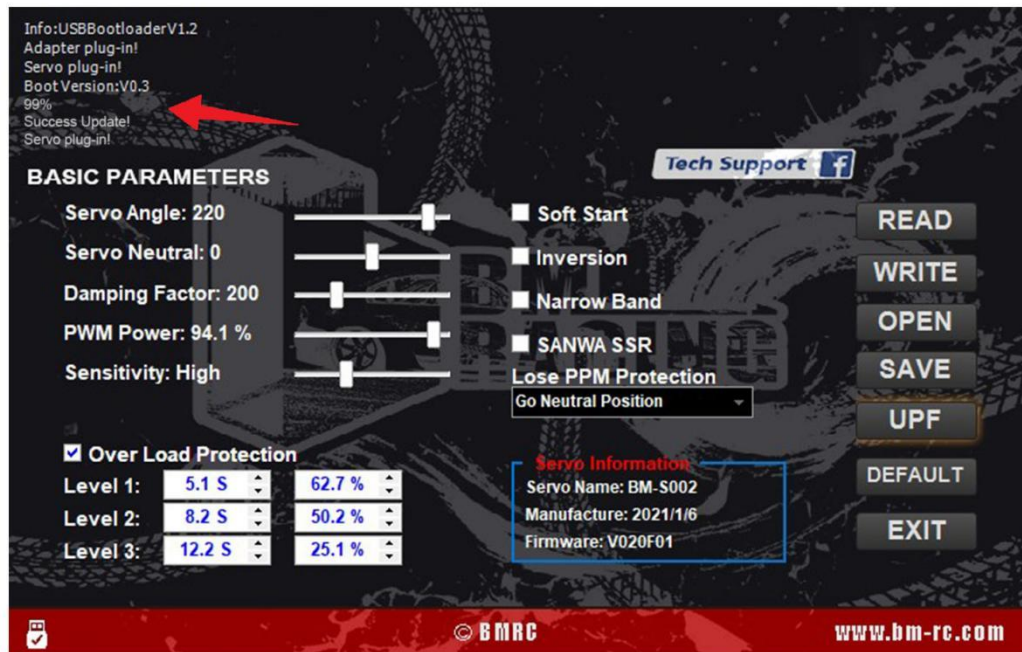 Info:USBBootloaderV1.2
Adapter plug-in!
Servo plug-in!
Boot Version:V0.3
99%
Success Update!
Servo plug-in!
Tech Support f
BASIC PARAMETERS
Servo Angle: 220
Servo Neutral: 0
Damping Factor: 200
PWM Power: 94.1 %
Sensitivity: High
Soft Start
Inversion
Narrow Band
SANWA SSR
Lose PPM Protection
Go Neutral Position
BM
RACING
READ
WRITE
OPEN
SAVE
UPF
DEFAULT
EXIT
Over Load Protection
Level 1: 5.1 S 62.7 %
Level 2: 8.2 S 50.2 %
Level 3: 12.2 S 25.1 %
Servo Information
Servo Name: BM-S002
Manufacture: 2021/1/6
Firmware: V020F01
© BMRC
www.bm-rc.com